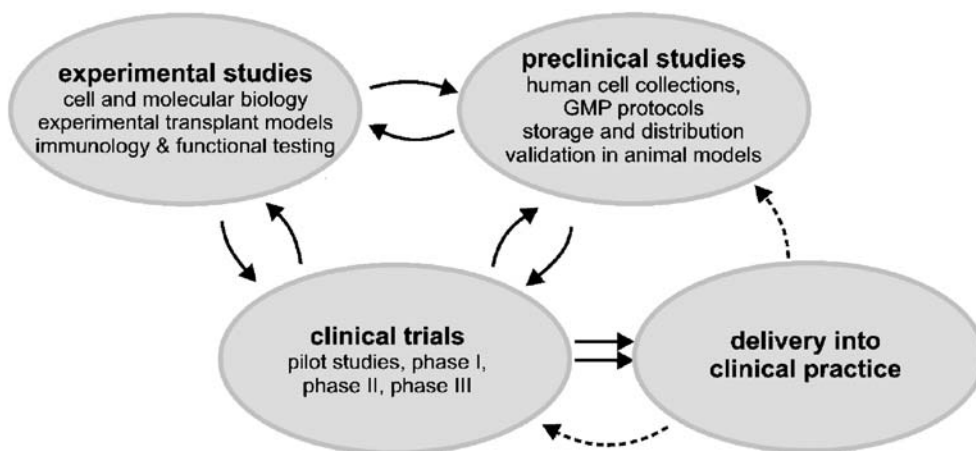 experimental studies
cell and molecular biology
experimental transplant models
immunology & functional testing
preclinical studies
human cell collections,
GMP protocols
storage and distribution
validation in animal models
clinical trials
pilot studies, phase I,
phase II, phase III
delivery into
clinical practice